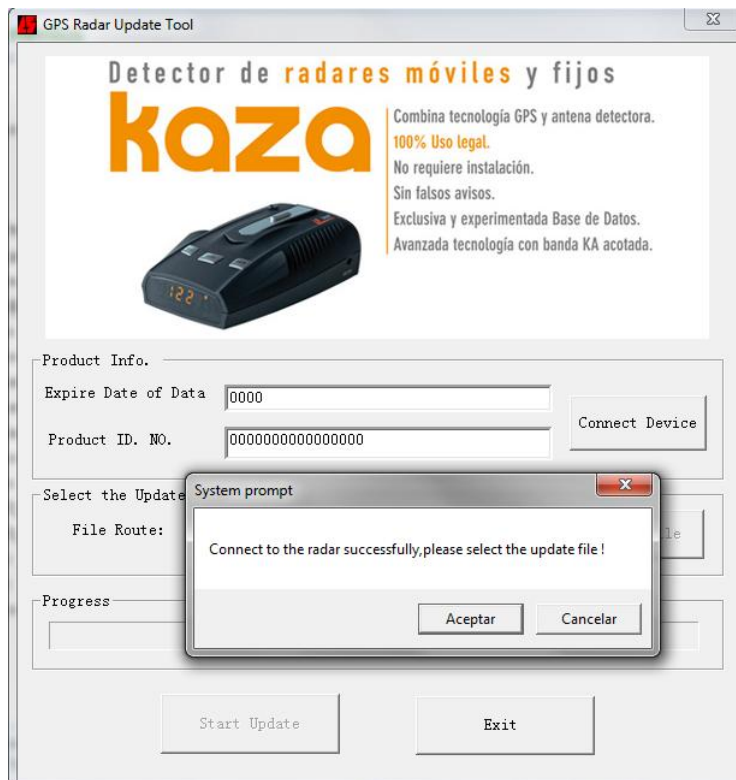 GPS Radar Update Tool
Detector de radares móviles y fijos
kaza
Combina tecnología GPS y antena detectora.
100% Uso legal.
No requiere instalación.
Sin falsos avisos.
Exclusiva y experimentada Base de Datos.
Avanzada tecnología con banda KA acotada.
122
Product Info.
Expire Date of Data
0000
Connect Device
Product ID. NO.
0000000000000000
System prompt
Select the Update
File Route:
le
Connect to the radar successfully,please select the update file !
Progress
Aceptar
Cancelar
Start Update
Exit